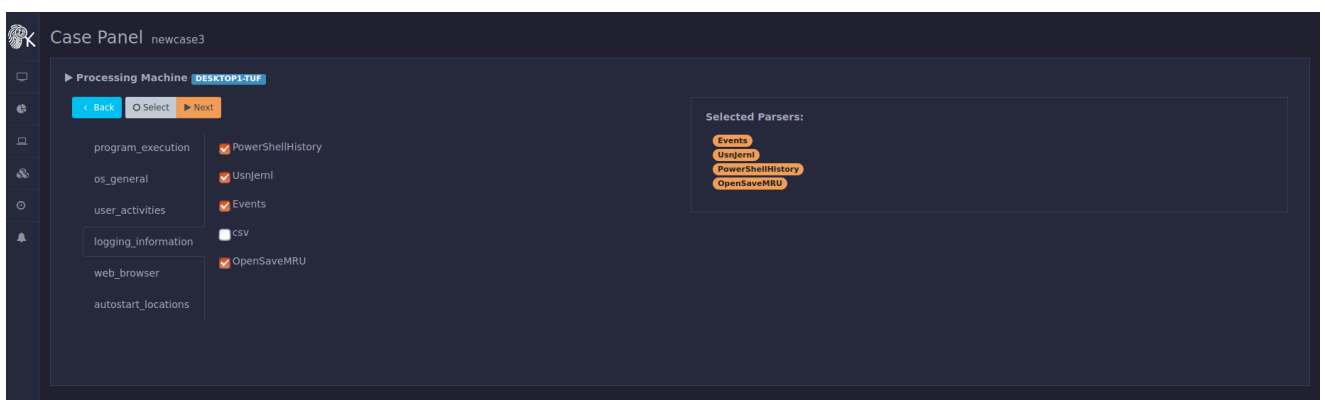 K
Case Panel newcase3
Processing Machine DESKTOP1-TUF
Back Select Next
program_execution
os_general
user_activities
logging_information
web_browser
autostart_locations
PowerShellHistory
UsnJernl
Events
csv
OpenSaveMRU
Selected Parsers:
Events
UsnJernl
PowerShellHistory
OpenSaveMRU